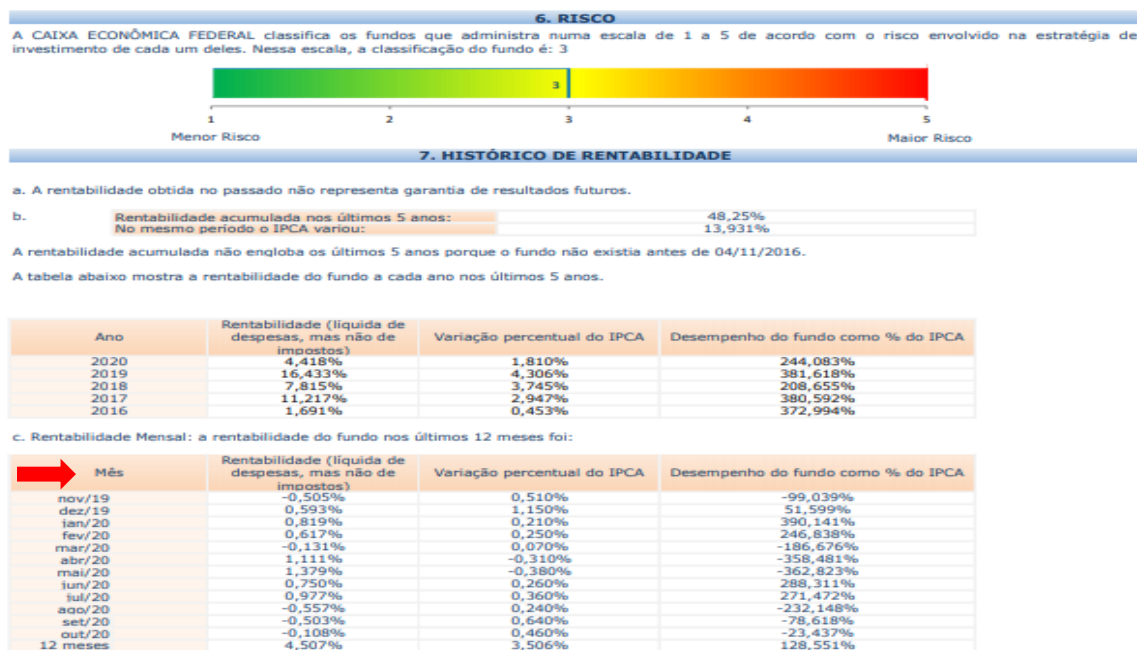 6. RISCO
A CAIXA ECONÔMICA FEDERAL classifica os fundos que administra numa escala de 1 a 5 de acordo com o risco envolvido na estratégia de
investimento de cada um deles. Nessa escala, a classificação do fundo é: 3
3
1 2 3 4 5
Menor Risco Maior Risco
7. HISTÓRICO DE RENTABILIDADE
a. A rentabilidade obtida no passado não representa garantia de resultados futuros.
b. Rentabilidade acumulada nos últimos 5 anos: 48,25%
No mesmo período o IPCA variou: 13,931%
A rentabilidade acumulada não engloba os últimos 5 anos porque o fundo não existia antes de 04/11/2016.
A tabela abaixo mostra a rentabilidade do fundo a cada ano nos últimos 5 anos.
Ano Rentabilidade (líquida de despesas, mas não de impostos) Variação percentual do IPCA Desempenho do fundo como % do IPCA
2020 4,418% 1,810% 244,083%
2019 16,433% 4,306% 381,618%
2018 7,815% 3,745% 208,655%
2017 11,217% 2,947% 380,592%
2016 1,691% 0,453% 372,994%
c. Rentabilidade Mensal: a rentabilidade do fundo nos últimos 12 meses foi:
Mês Rentabilidade (líquida de despesas, mas não de impostos) Variação percentual do IPCA Desempenho do fundo como % do IPCA
nov/19 -0,505% 0,510% -99,039%
dez/19 0,593% 1,150% 51,599%
jan/20 0,819% 0,210% 390,141%
fev/20 0,617% 0,250% 246,838%
mar/20 -0,131% 0,070% -186,676%
abr/20 1,111% -0,310% -358,481%
mai/20 1,379% -0,380% -362,823%
jun/20 0,750% 0,260% 288,311%
jul/20 0,977% 0,360% 271,472%
ago/20 -0,557% 0,240% -232,148%
set/20 -0,503% 0,640% -78,618%
out/20 -0,108% 0,460% -23,437%
12 meses 4,507% 3,506% 128,551%